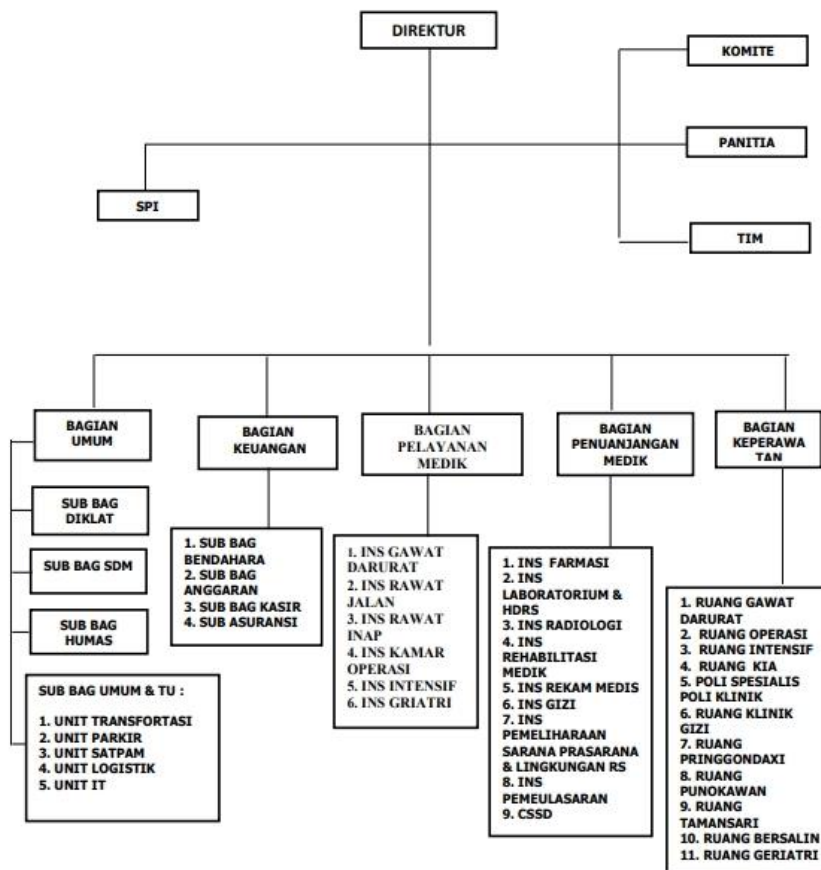 DIREKTUR
KOMITE
PANITIA
SPI
TIM
BAGIAN
UMUM
BAGIAN
KEUANGAN
BAGIAN
PELAYANAN
MEDIK
BAGIAN
PENUANJANGAN
MEDIK
BAGIAN
KEPERAWA
TAN
SUB BAG
DIKLAT
SUB BAG SDM
SUB BAG
HUMAS
SUB BAG UMUM & TU :
1. UNIT TRANSFORTASI
2. UNIT PARKIR
3. UNIT SATPAM
4. UNIT LOGISTIK
5. UNIT IT
1. SUB BAG
BENDAHARA
2. SUB BAG
ANGGARAN
3. SUB BAG KASIR
4. SUB ASURANSI
1. INS GAWAT
DARURAT
2. INS RAWAT
JALAN
3. INS RAWAT
INAP
4. INS KAMAR
OPERASI
5. INS INTENSIF
6. INS GRIATRI
1. INS FARMASI
2. INS
LABORATORIUM &
HDRS
3. INS RADIOLOGI
4. INS
REHABILITASI
MEDIK
5. INS REKAM MEDIS
6. INS GIZI
7. INS
PEMELIHARAAN
SARANA PRASARANA
& LINGKUNGAN RS
8. INS
PEMEULASARAN
9. CSSD
1. RUANG GAWAT
DARURAT
2. RUANG OPERASI
3. RUANG INTENSIF
4. RUANG KIA
5. POLI SPESIALIS
POLI KLINIK
6. RUANG KLINIK
GIZI
7. RUANG
PRINGGONDAXI
8. RUANG
PUNOKAWAN
9. RUANG
TAMANSARI
10. RUANG BERSALIN
11. RUANG GERIATRI